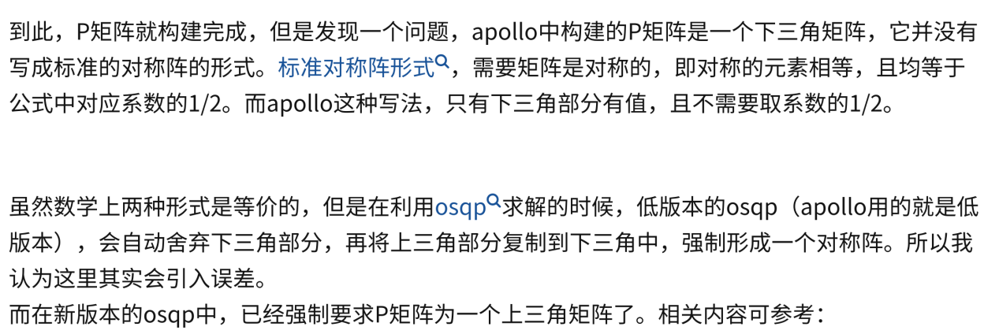 到此，P矩阵就构建完成，但是发现一个问题，apollo中构建的P矩阵是一个下三角矩阵，它并没有
写成标准的对称阵的形式。标准对称阵形式，需要矩阵是对称的，即对称的元素相等，且均等于
公式中对应系数的1/2。而apollo这种写法，只有下三角部分有值，且不需要取系数的1/2。
虽然数学上两种形式是等价的，但是在利用osqp求解的时候，低版本的osqp（apollo用的就是低
版本），会自动舍弃下三角部分，再将上三角部分复制到下三角中，强制形成一个对称阵。所以我
认为这里其实会引入误差。
而在新版本的osqp中，已经强制要求P矩阵为一个上三角矩阵了。相关内容可参考：